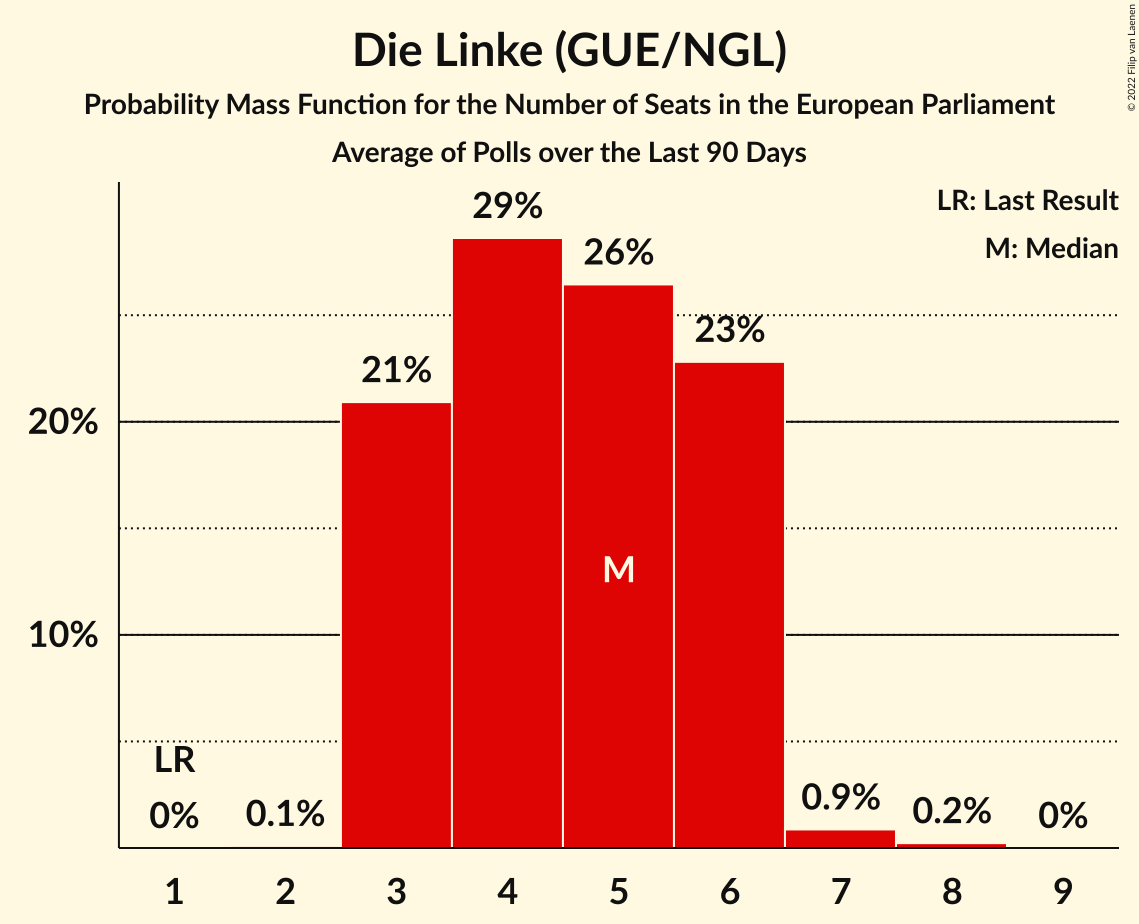 Die Linke (GUE/NGL)
Probability Mass Function for the Number of Seats in the European Parliament
Average of Polls over the Last 90 Days
© 2022 Filip van Laenen
LR: Last Result
M: Median
29%
26%
23%
21%
20%
M
10%
LR
0%
0.1%
0.9%
0.2%
0%
1 2 3 4 5 6 7 8 9